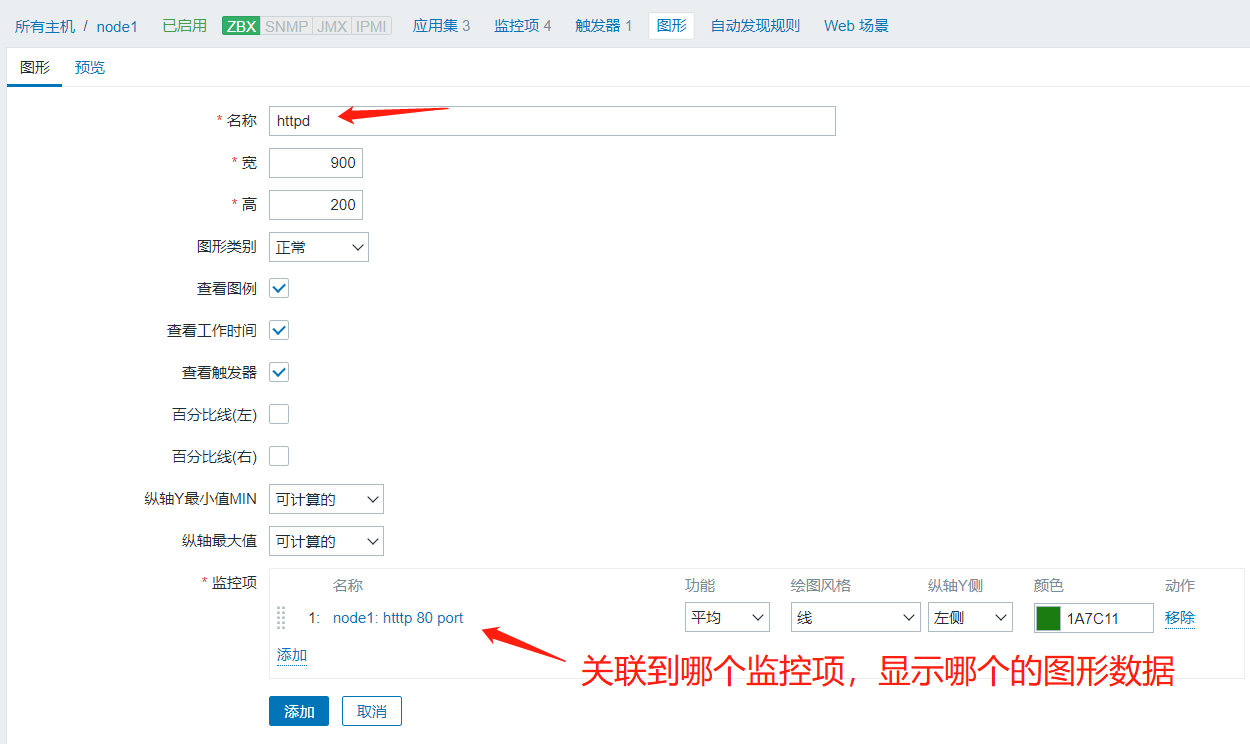 所有主机 / node1 已启用 ZBX SNMP JMX IPMI 应用集 3 监控项 4 触发器 1 图形 自动发现规则 Web 场景
图形 预览
* 名称 httpd
* 宽 900
* 高 200
图形类别 正常
查看图例
查看工作时间
查看触发器
百分比线(左)
百分比线(右)
纵轴Y最小值MIN 可计算的
纵轴最大值 可计算的
* 监控项 名称 功能 绘图风格 纵轴Y侧 颜色 动作
1: node1: htttp 80 port 平均 线 左侧 1A7C11 移除
添加
关联到哪个监控项，显示哪个的图形数据
添加 取消